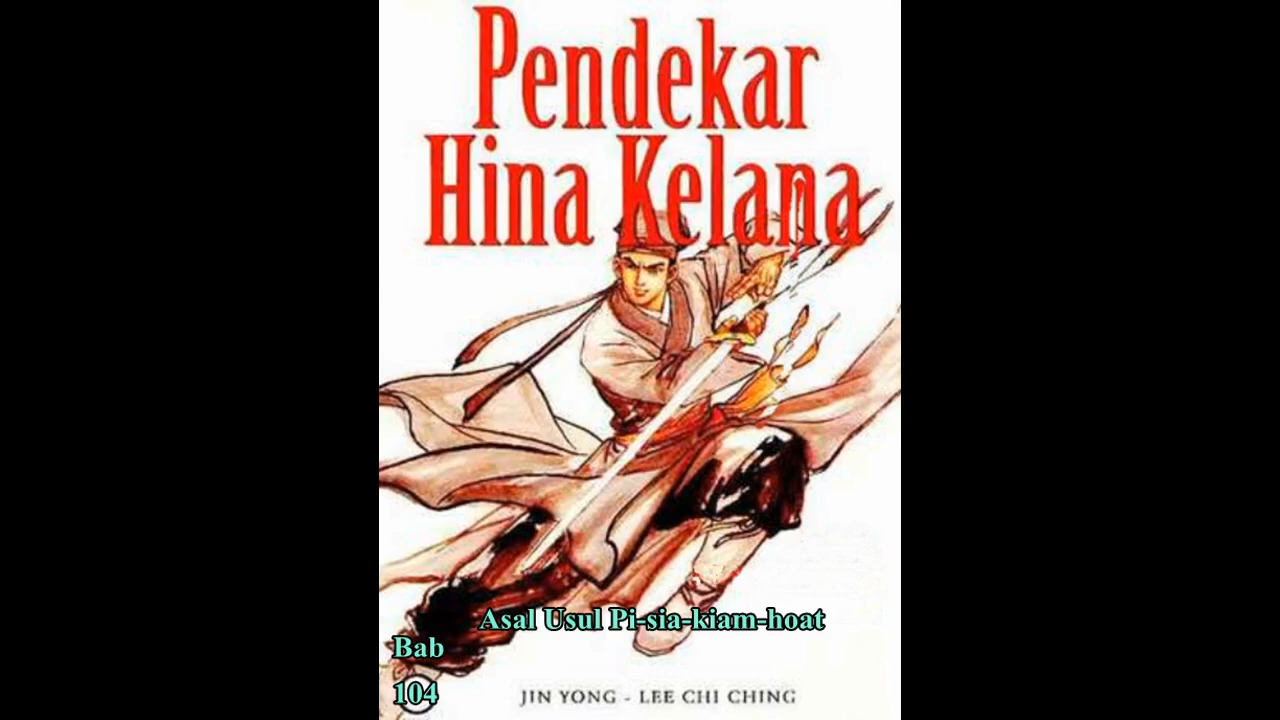 Pendekar
Hina Kelana
Asal Usul Pi-sia-kiam-hoat
Bab
104
JIN YONG - LEE CHI CHING